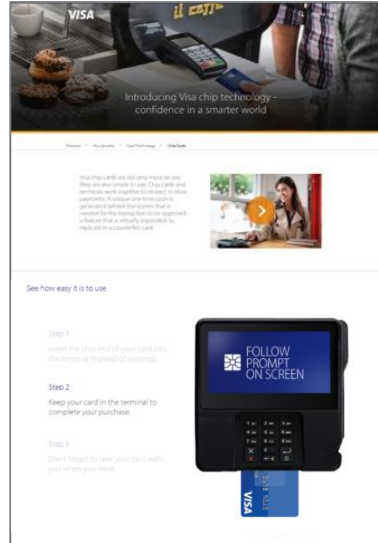 VISA
il caffè
Introducing Visa chip technology -
confidence in a smarter world
Chip Cards
Visa chip cards are not only more secure,
they are also simple to use. Chip cards and
terminals work together to protect in-store
payments. A unique one-time code is
generated behind-the-scenes that is
needed for the transaction to be approved
a feature that is virtually impossible to
replicate in a counterfeit card.
See how easy it is to use
Step 1
Insert the chip end of your card into
the terminal (instead of swiping).
Step 2
Keep your card in the terminal to
complete your purchase.
Step 3
Don't forget to take your card with
you when you leave
FOLLOW
PROMPT
ON SCREEN
VISA